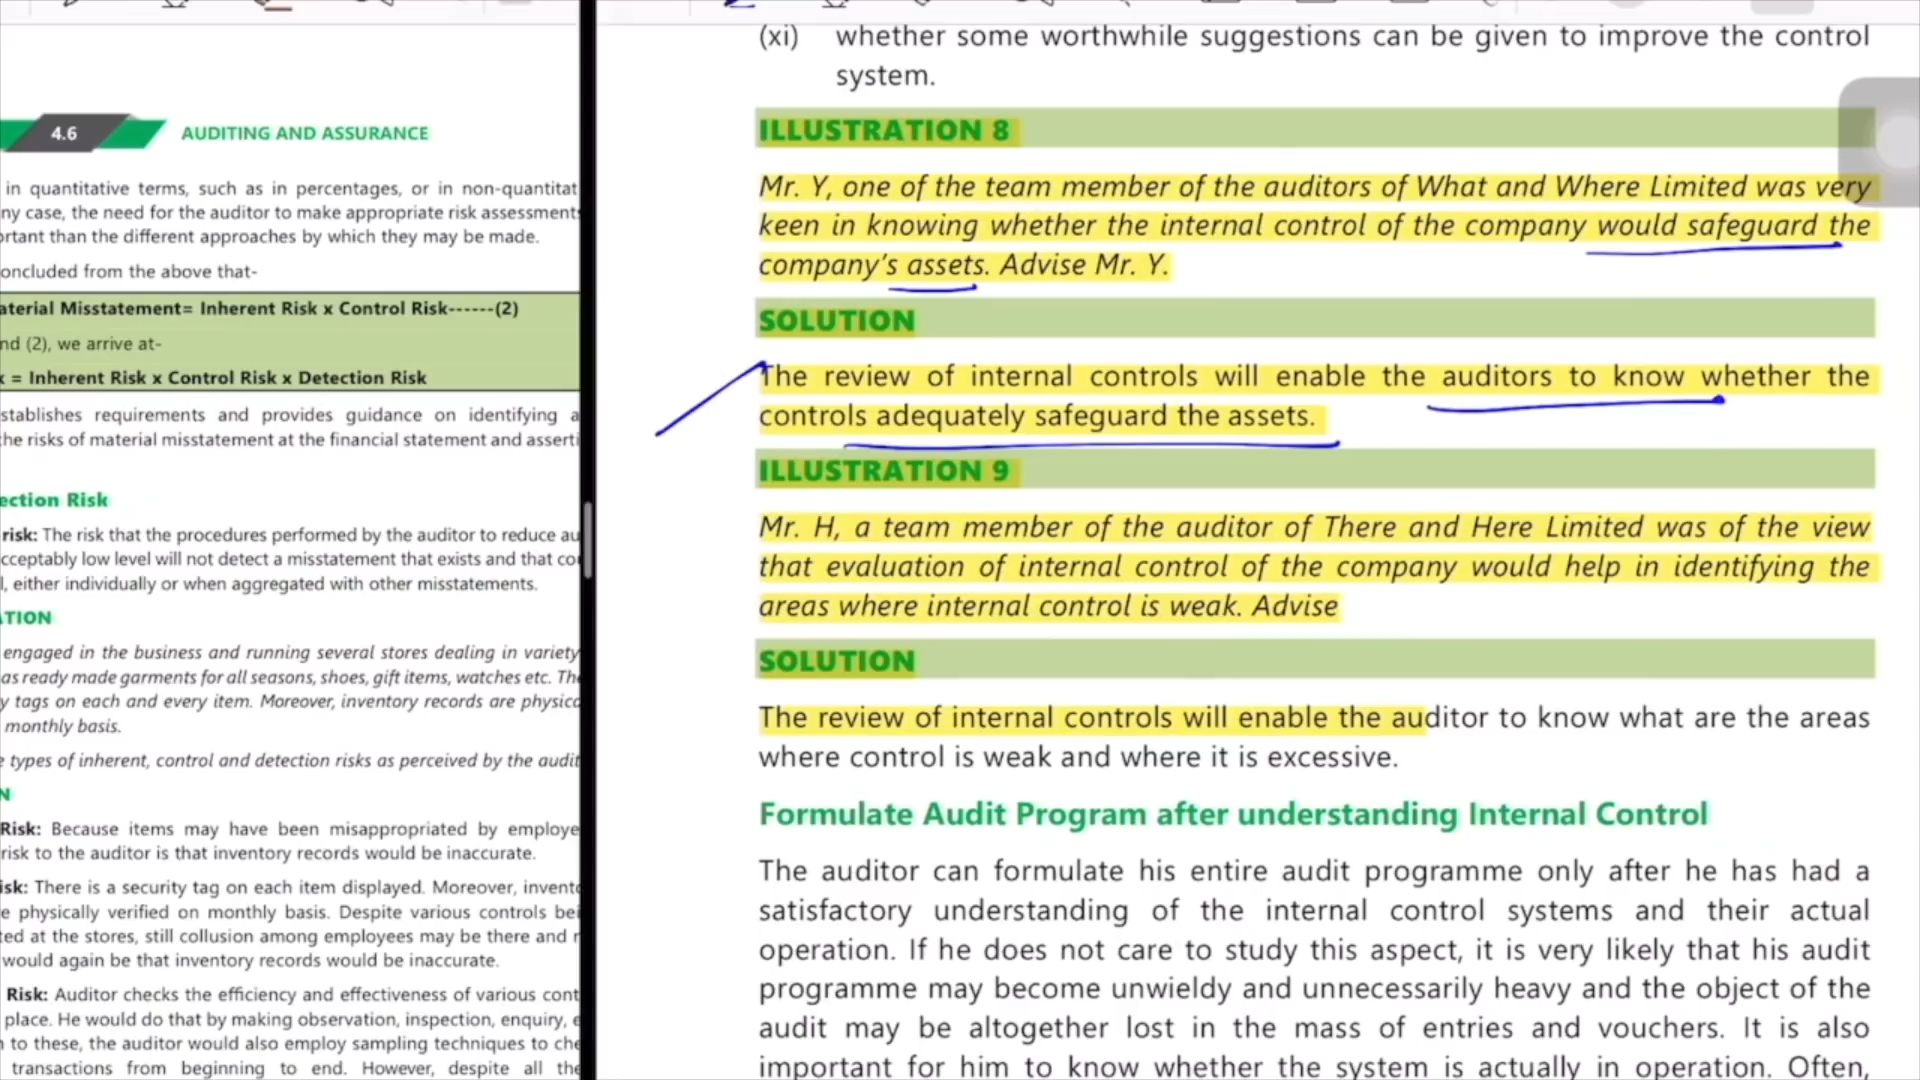 4.6 AUDITING AND ASSURANCE
in quantitative terms, such as in percentages, or in non-quantitat
ny case, the need for the auditor to make appropriate risk assessments
ortant than the different approaches by which they may be made.
oncluded from the above that-
aterial Misstatement= Inherent Risk x Control Risk------(2)
nd (2), we arrive at-
k = Inherent Risk x Control Risk x Detection Risk
stablishes requirements and provides guidance on identifying a
he risks of material misstatement at the financial statement and asserti
ection Risk
risk: The risk that the procedures performed by the auditor to reduce au
cceptably low level will not detect a misstatement that exists and that co
l, either individually or when aggregated with other misstatements.
ATION
engaged in the business and running several stores dealing in variety
as ready made garments for all seasons, shoes, gift items, watches etc. The
y tags on each and every item. Moreover, inventory records are physica
monthly basis.
e types of inherent, control and detection risks as perceived by the audit
N
Risk: Because items may have been misappropriated by employe
risk to the auditor is that inventory records would be inaccurate.
isk: There is a security tag on each item displayed. Moreover, invento
e physically verified on monthly basis. Despite various controls bei
ted at the stores, still collusion among employees may be there and r
would again be that inventory records would be inaccurate.
Risk: Auditor checks the efficiency and effectiveness of various cont
place. He would do that by making observation, inspection, enquiry, e
n to these, the auditor would also employ sampling techniques to che
transactions from beginning to end. However, despite all the
(xi) whether some worthwhile suggestions can be given to improve the control
system.
ILLUSTRATION 8
Mr. Y, one of the team member of the auditors of What and Where Limited was very
keen in knowing whether the internal control of the company would safeguard the
company's assets. Advise Mr. Y.
SOLUTION
The review of internal controls will enable the auditors to know whether the
controls adequately safeguard the assets.
ILLUSTRATION 9
Mr. H, a team member of the auditor of There and Here Limited was of the view
that evaluation of internal control of the company would help in identifying the
areas where internal control is weak. Advise
SOLUTION
The review of internal controls will enable the auditor to know what are the areas
where control is weak and where it is excessive.
Formulate Audit Program after understanding Internal Control
The auditor can formulate his entire audit programme only after he has had a
satisfactory understanding of the internal control systems and their actual
operation. If he does not care to study this aspect, it is very likely that his audit
programme may become unwieldy and unnecessarily heavy and the object of the
audit may be altogether lost in the mass of entries and vouchers. It is also
important for him to know whether the system is actually in operation. Often,